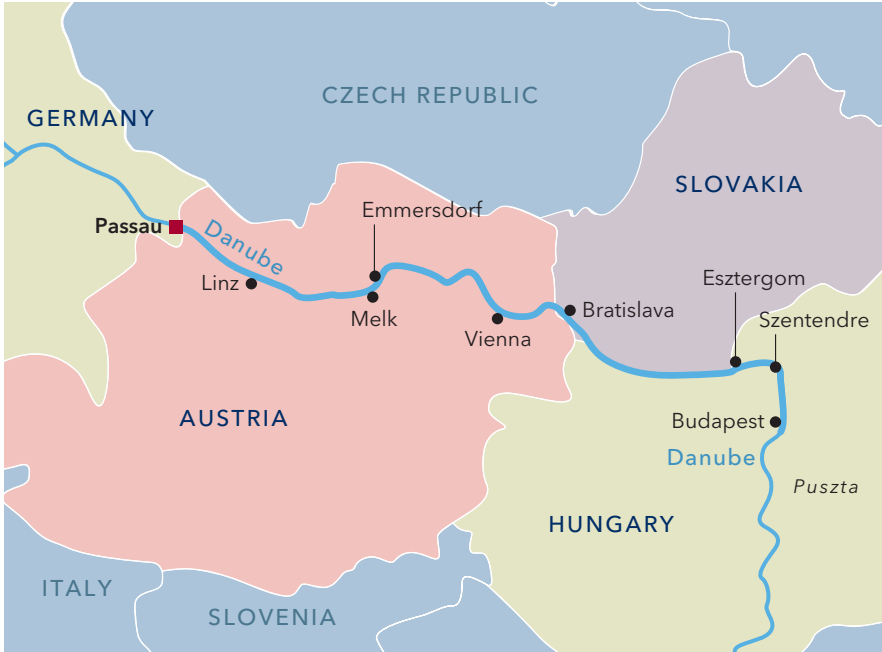 CZECH REPUBLIC
GERMANY
SLOVAKIA
Emmersdorf
Passau
Danube
Esztergom
Linz
Bratislava
Melk
Szentendre
Vienna
AUSTRIA
Budapest
Danube
Puszta
HUNGARY
ITALY
SLOVENIA